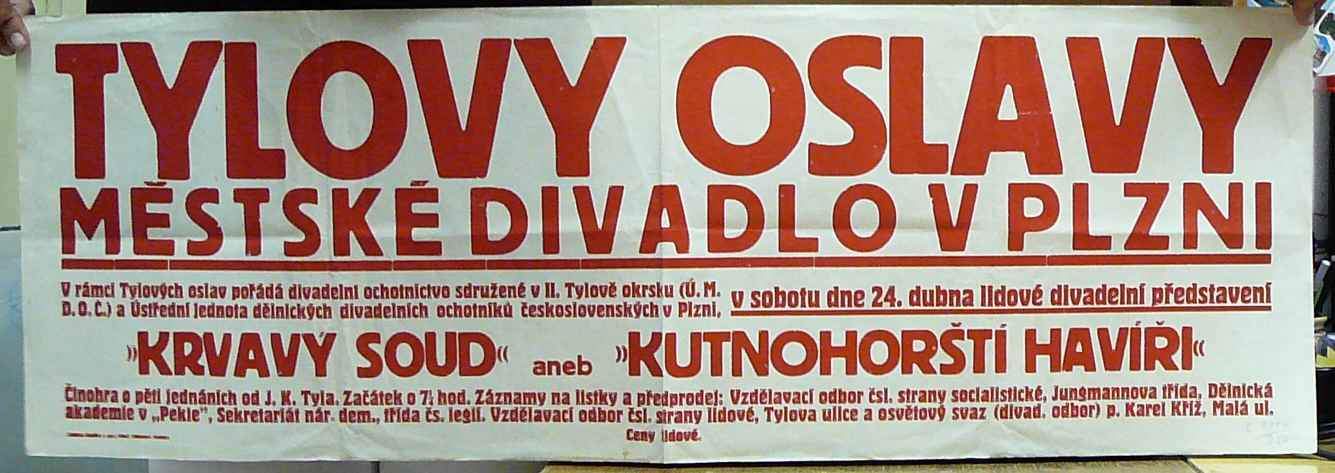 TYLOVY OSLAVY
MĚSTSKÉ DIVADLO V PLZNI
V rámci Tylových oslav pořádá divadelní ochotnictvo sdružené v II. Tylově okrsku (Ú. M.
D. O. Č.) a Ústřední jednota dělnických divadelních ochotníků československých v Plzni,
v sobotu dne 24. dubna lidové divadelní představení
»KRVAVÝ SOUD« aneb »KUTNOHORŠTÍ HAVÍŘI«
Činohra o pěti jednáních od J. K. Tyla. Začátek o 7½ hod. Záznamy na lístky a předprodej: Vzdělávací odbor čsl. strany socialistické, Jungmannova třída, Dělnická
akademie v „Pekle", Sekretariát nár. dem., třída čs. legií. Vzdělávací odbor čsl. strany lidové, Tylova ulice a osvětový svaz (divad. odbor) p. Karel Kříž, Malá ul.
Ceny lidové.